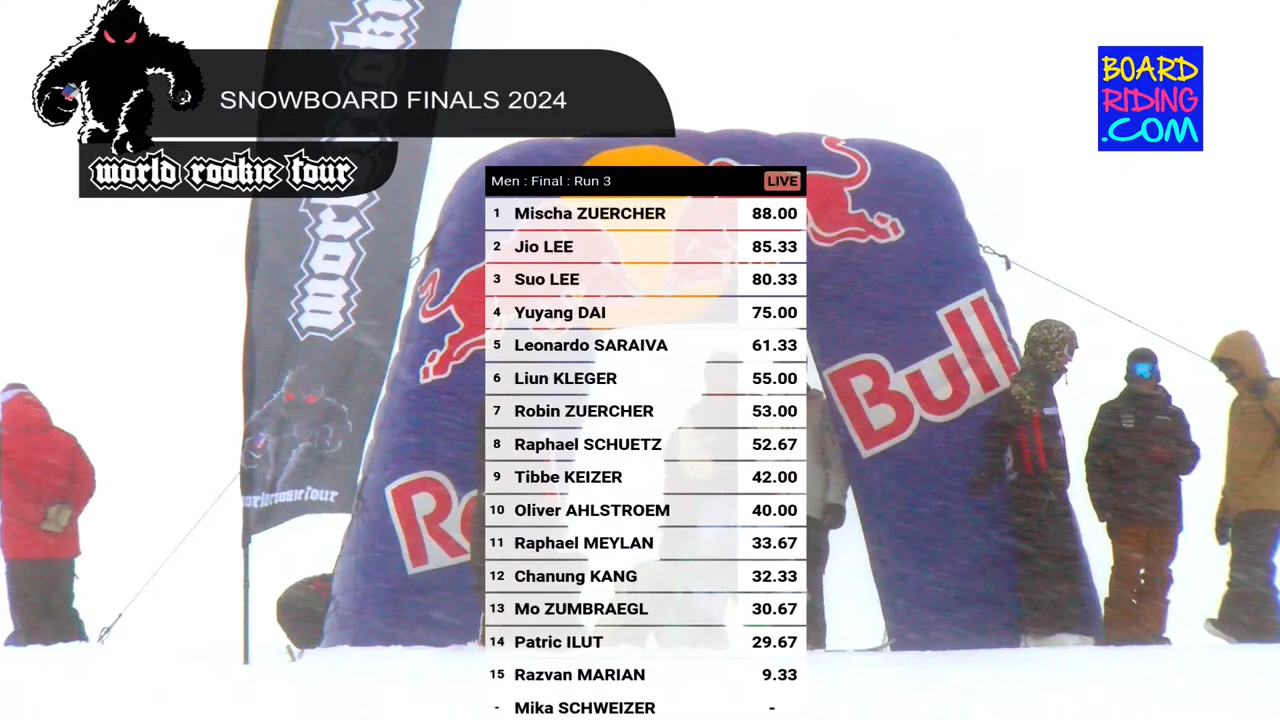 SNOWBOARD FINALS 2024
world rookie tour
BOARD
RIDING
.COM
Men : Final : Run 3 LIVE
1 Mischa ZUERCHER 88.00
2 Jio LEE 85.33
3 Suo LEE 80.33
4 Yuyang DAI 75.00
5 Leonardo SARAIVA 61.33
6 Liun KLEGER 55.00
7 Robin ZUERCHER 53.00
8 Raphael SCHUETZ 52.67
9 Tibbe KEIZER 42.00
10 Oliver AHLSTROEM 40.00
11 Raphael MEYLAN 33.67
12 Chanung KANG 32.33
13 Mo ZUMBRAEGL 30.67
14 Patric ILUT 29.67
15 Razvan MARIAN 9.33
- Mika SCHWEIZER -
Bull
worldrookietour